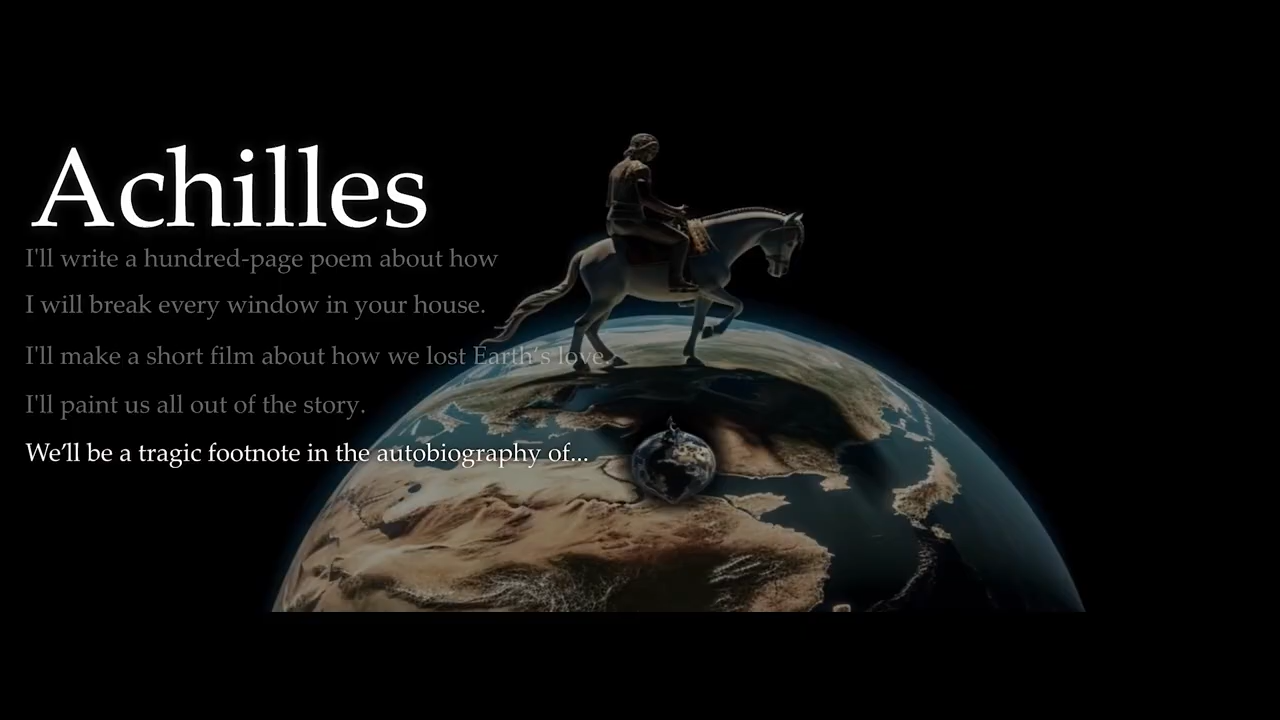 Achilles
I'll write a hundred-page poem about how
I will break every window in your house.
I'll make a short film about how we lost Earth's love.
I'll paint us all out of the story.
We'll be a tragic footnote in the autobiography of...